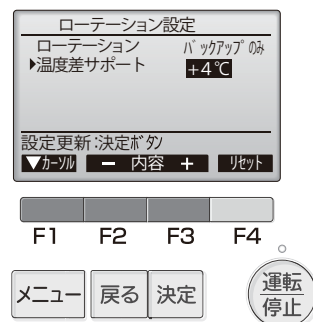 ローテーション設定
ローテーション バックアップのみ
▶温度差サポート +4℃
設定更新:決定ボタン
▼カーソル − 内容 + リセット
F1 F2 F3 F4
メニュー 戻る 決定 運転/停止